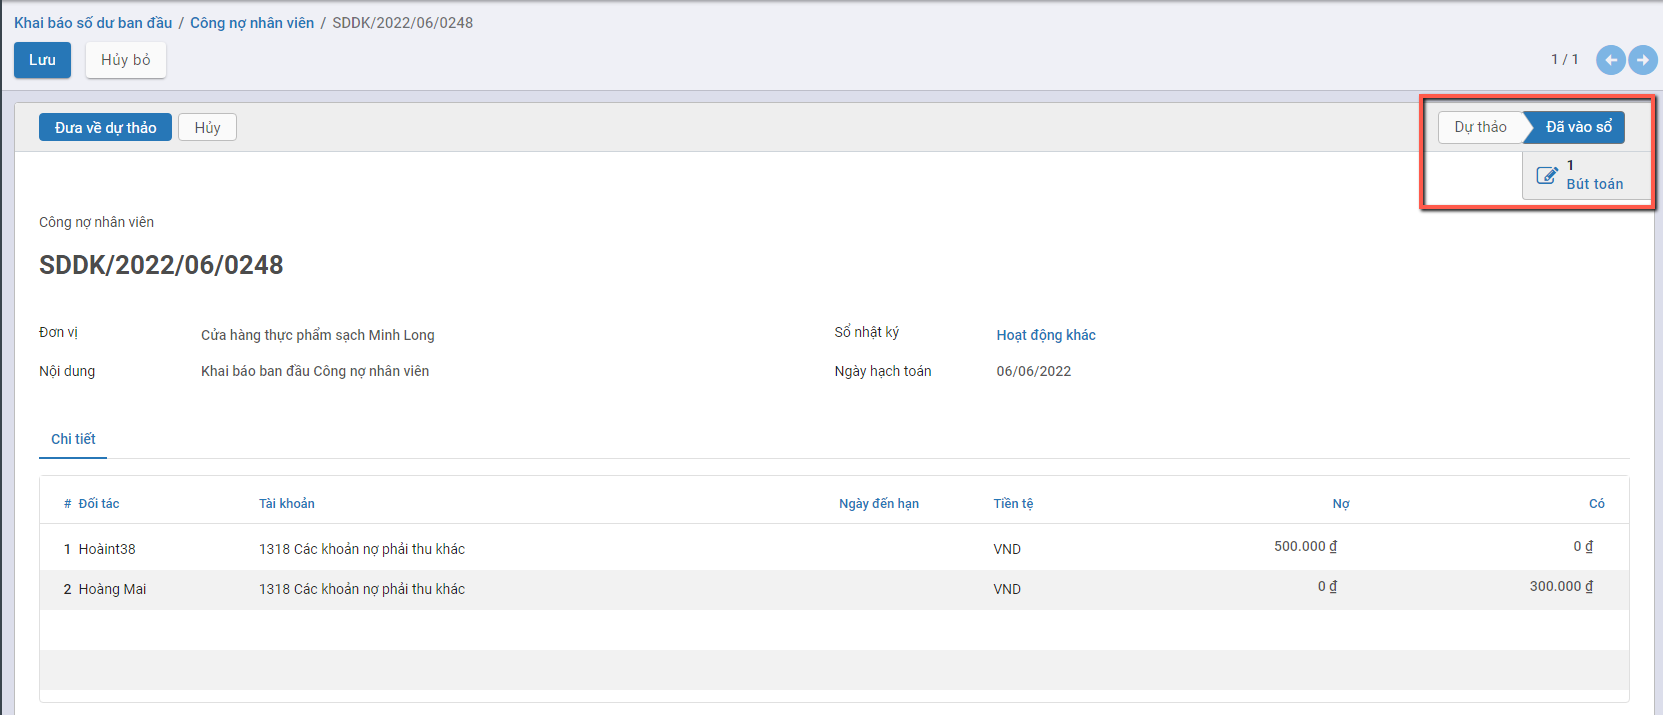 Khai báo số dư ban đầu / Công nợ nhân viên / SDDK/2022/06/0248
Lưu Hủy bỏ 1 / 1
Đưa về dự thảo Hủy Dự thảo Đã vào sổ
1
Bút toán
Công nợ nhân viên
SDDK/2022/06/0248
Đơn vị Cửa hàng thực phẩm sạch Minh Long Sổ nhật ký Hoạt động khác
Nội dung Khai báo ban đầu Công nợ nhân viên Ngày hạch toán 06/06/2022
Chi tiết
# Đối tác Tài khoản Ngày đến hạn Tiền tệ Nợ Có
1 Hoàint38 1318 Các khoản nợ phải thu khác VND 500.000 ₫ 0 ₫
2 Hoàng Mai 1318 Các khoản nợ phải thu khác VND 0 ₫ 300.000 ₫